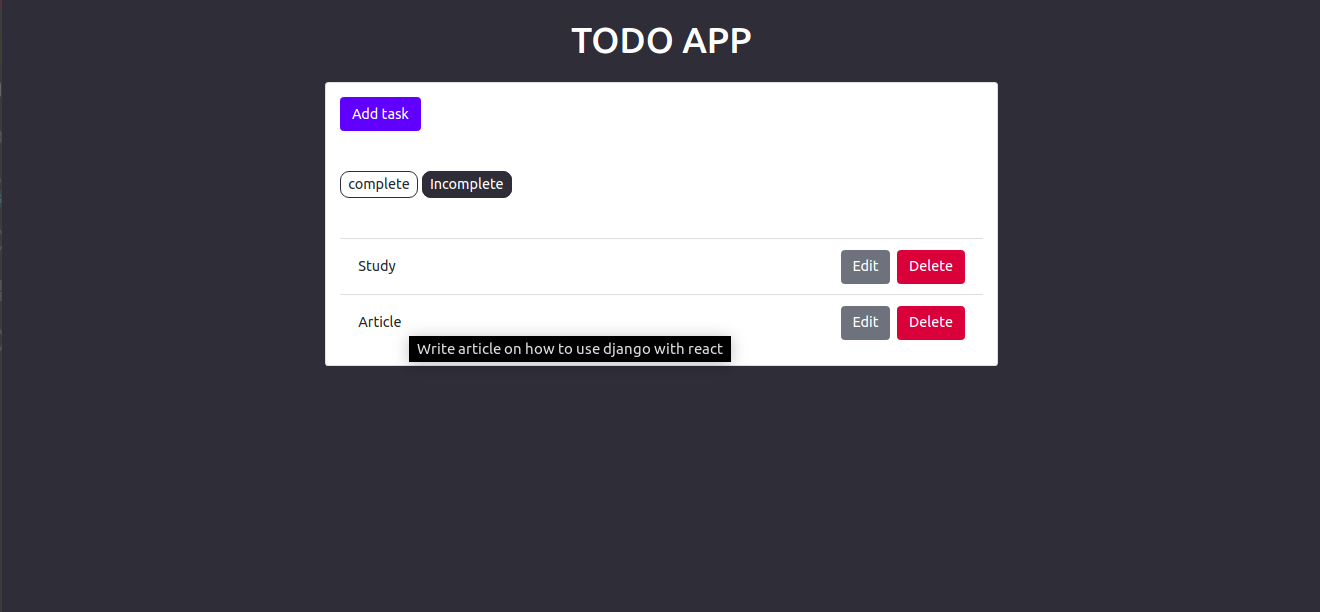 TODO APP
Add task
complete Incomplete
Study Edit Delete
Article Edit Delete
Write article on how to use django with react